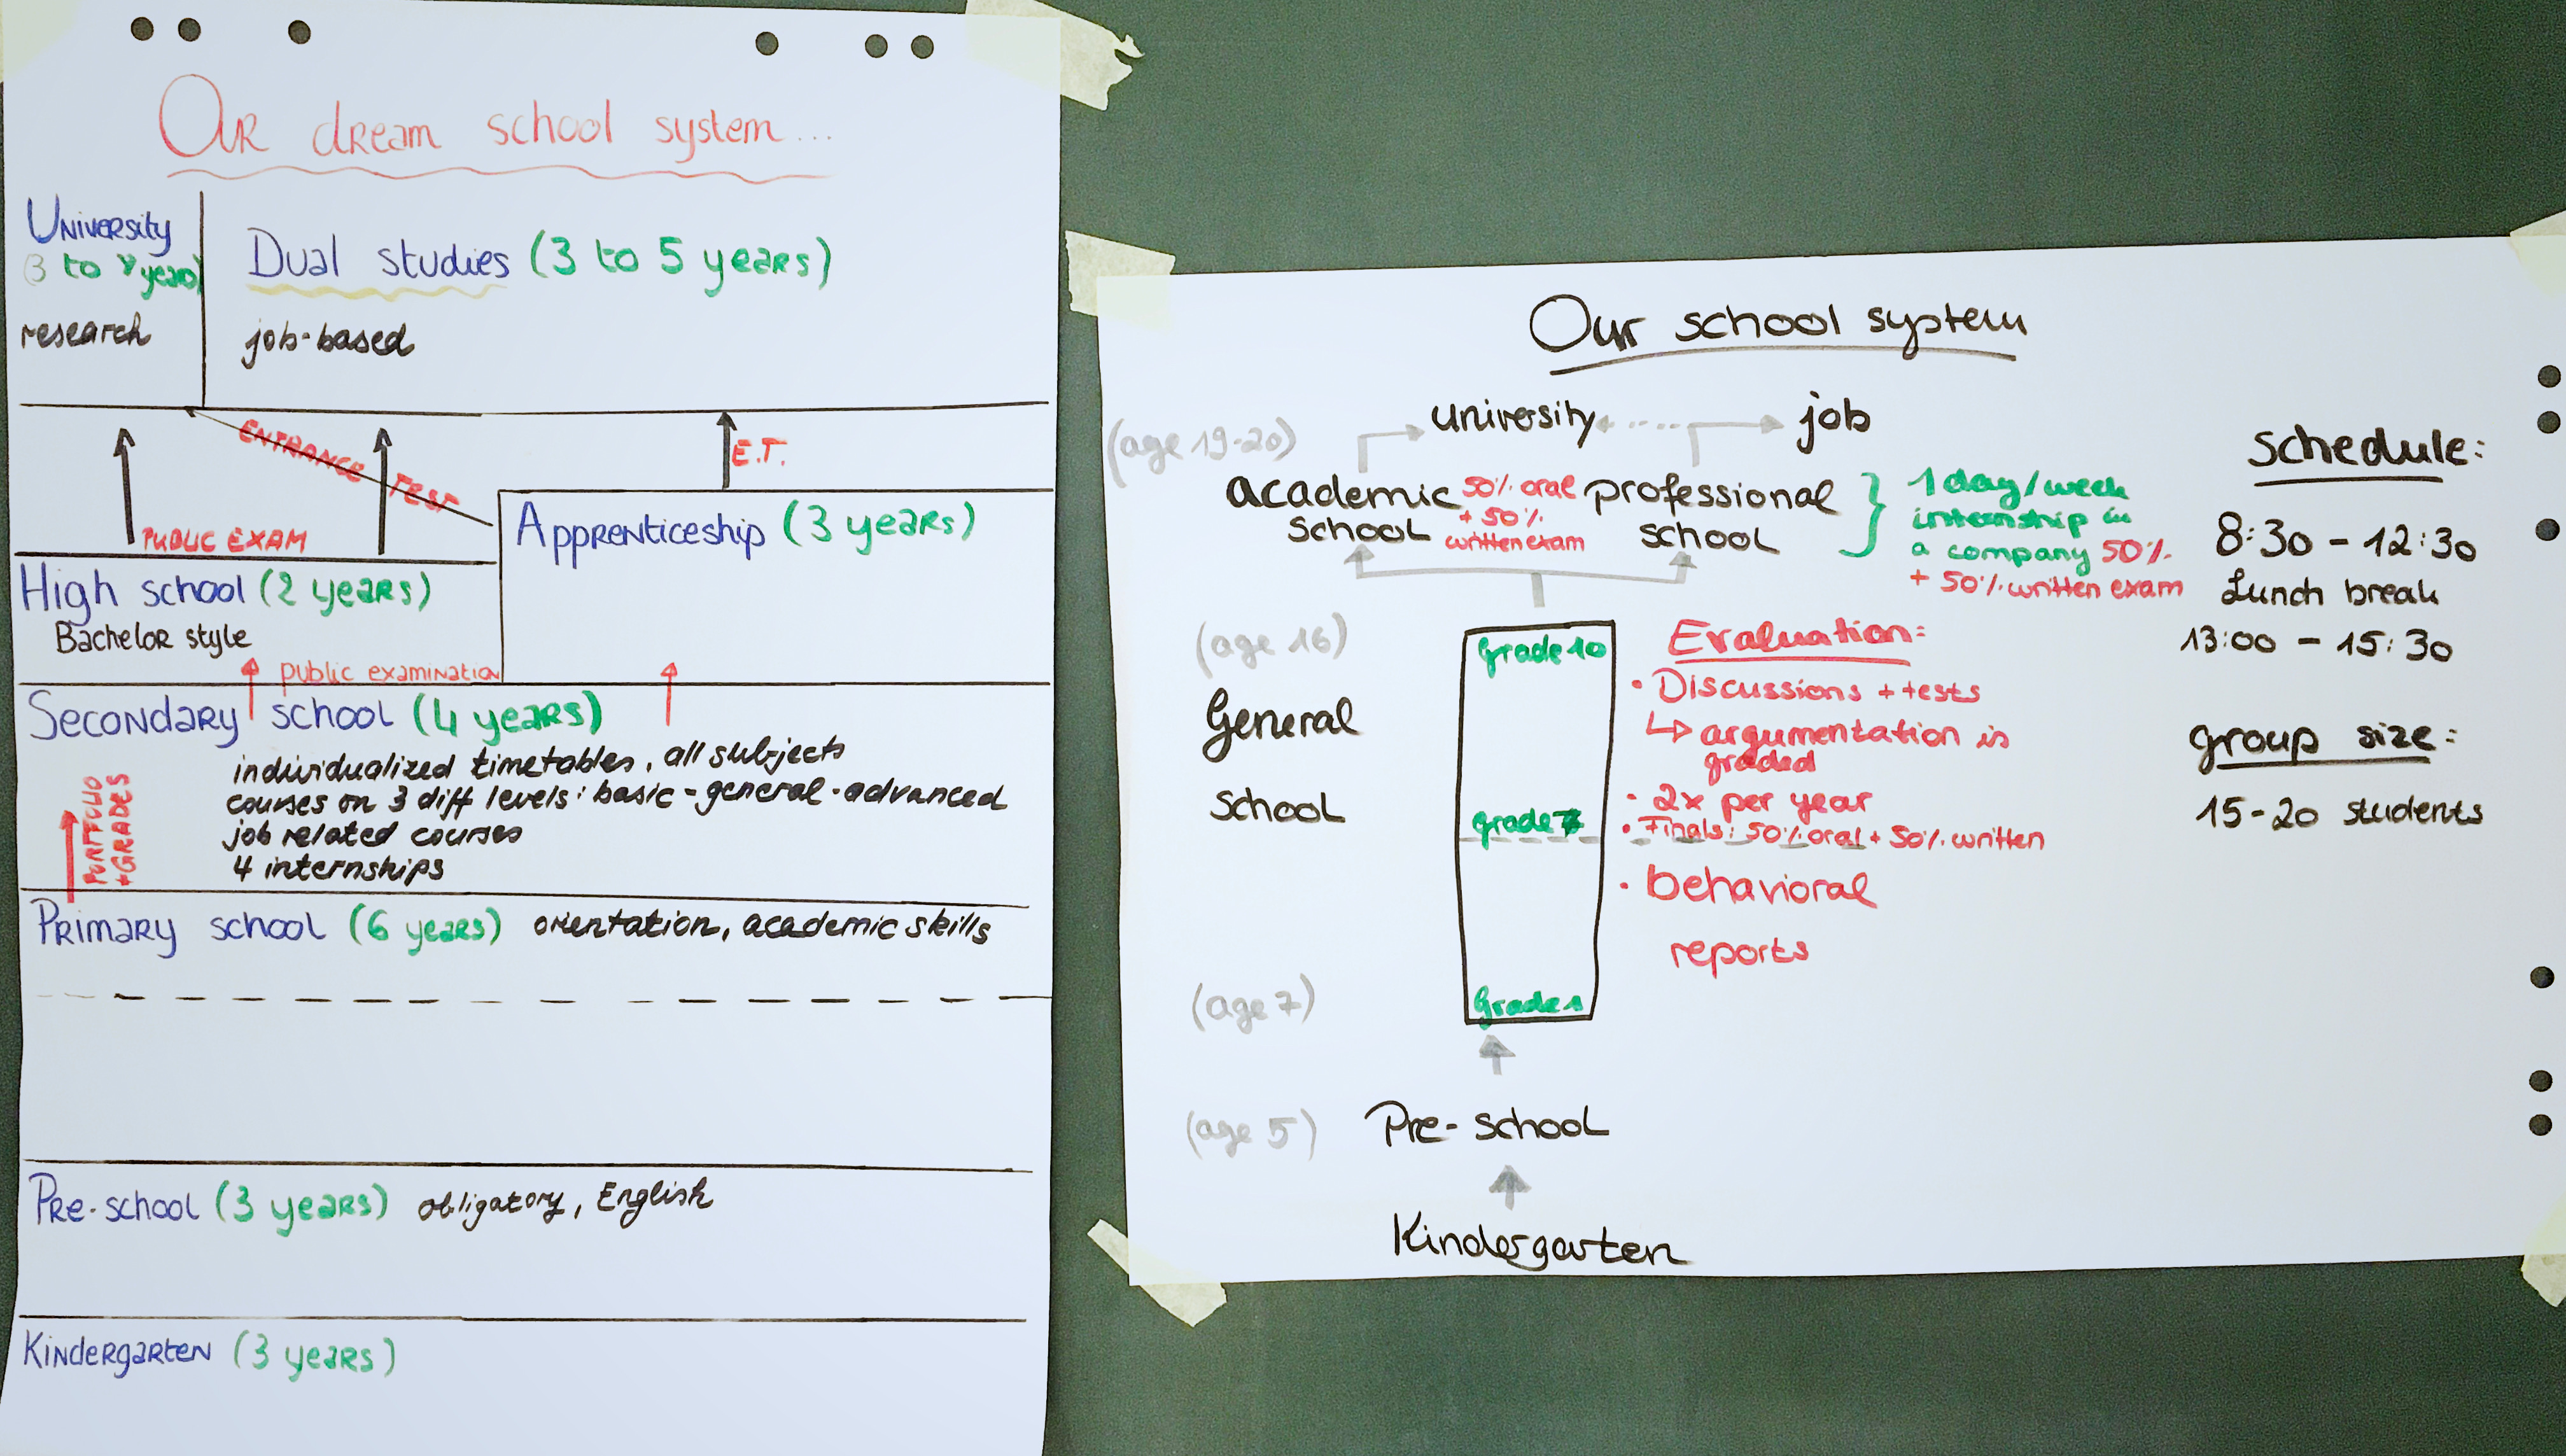 Our dream school system...
University
(3 to
years)
research
Dual studies (3 to 5 years)
job-based
ENTRANCE TEST
E.T.
PUBLIC EXAM
Apprenticeship (3 years)
High school (2 years)
Bachelor style
public examination
Secondary school (4 years)
individualized timetables, all subjects
courses on 3 diff levels: basic - general - advanced
job related courses
4 internships
PORTFOLIO
+GRADES
Primary school (6 years) orientation, academic skills
Pre-school (3 years) obligatory, English
Kindergarten (3 years)
Our school system
(age 19-20)
university
job
academic
school
50% oral
+ 50%
written exam
professional
school
1 day/week
internship in
a company 50%
+ 50% written exam
(age 16)
General
school
(age 7)
grade 10
grade 7
grade 1
Evaluation:
• Discussions + tests
↳ argumentation is
graded
• 2x per year
• Finals: 50% oral + 50% written
• behavioral
reports
(age 5)
Pre-school
Kindergarten
schedule:
8:30 - 12:30
Lunch break
13:00 - 15:30
group size:
15-20 students